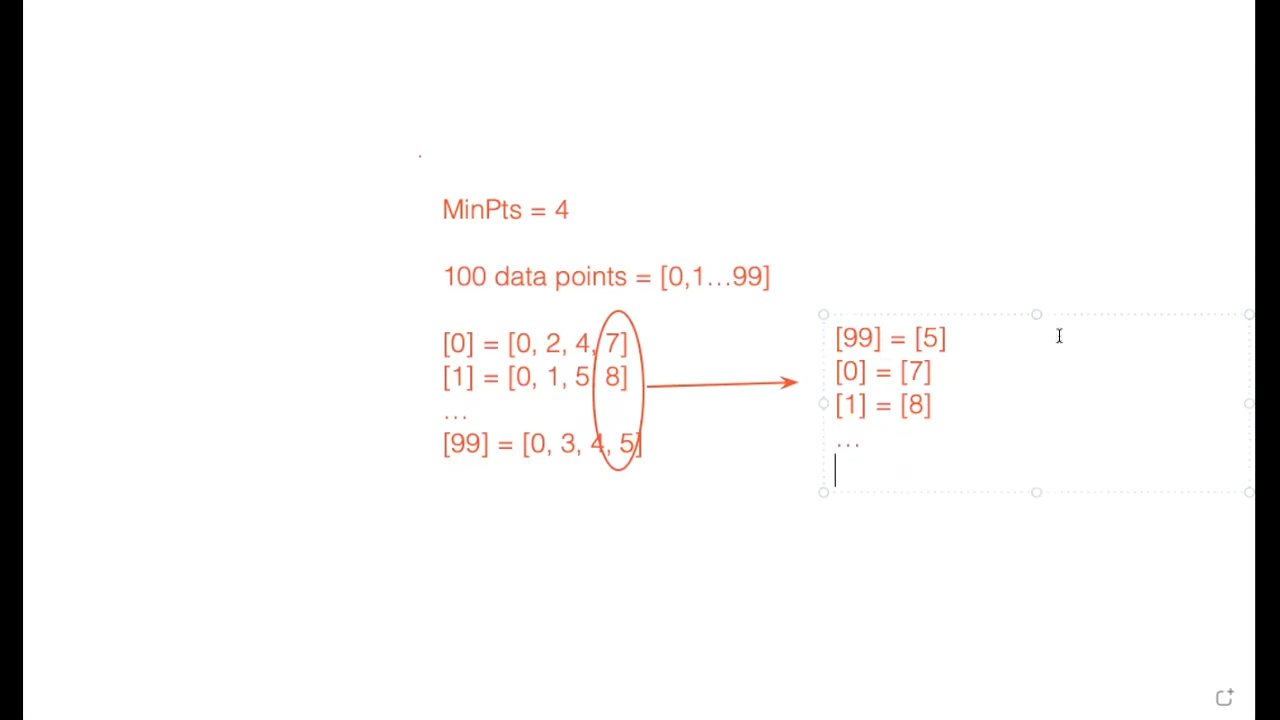 MinPts = 4
100 data points = [0,1…99]
[0] = [0, 2, 4, 7]
[1] = [0, 1, 5, 8]
…
[99] = [0, 3, 4, 5]
[99] = [5]
[0] = [7]
[1] = [8]
…